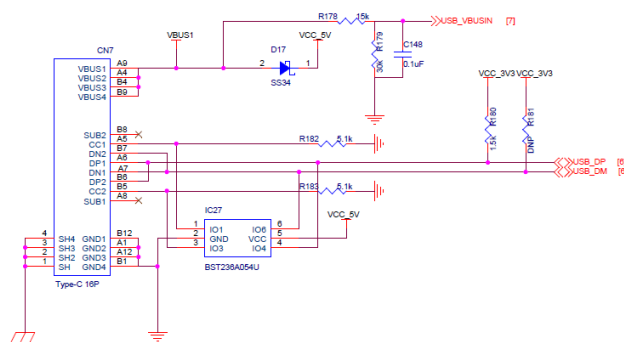 R178 15k
USB_VBUSIN [7]
VBUS1
VCC_5V
R179
30k
C148
0.1uF
CN7
D17
2 1
SS34
VBUS1 A9
VBUS2 A4
VBUS3 B4
VBUS4 B9
VCC_3V3 VCC_3V3
R180
1.5k
R181
DNP
SUB2 B8
CC1 A5
DN2 B7
DP1 A6
DN1 A7
DP2 B6
CC2 B5
SUB1 A8
R182 5.1k
USB_DP [6
USB_DM [6
R183 5.1k
IC27
VCC_5V
1 IO1 IO6 6
2 GND VCC 5
3 IO3 IO4 4
BST236A054U
4 SH4 GND1 B12
3 SH3 GND2 A1
2 SH2 GND3 A12
1 SH GND4 B1
Type-C 16P